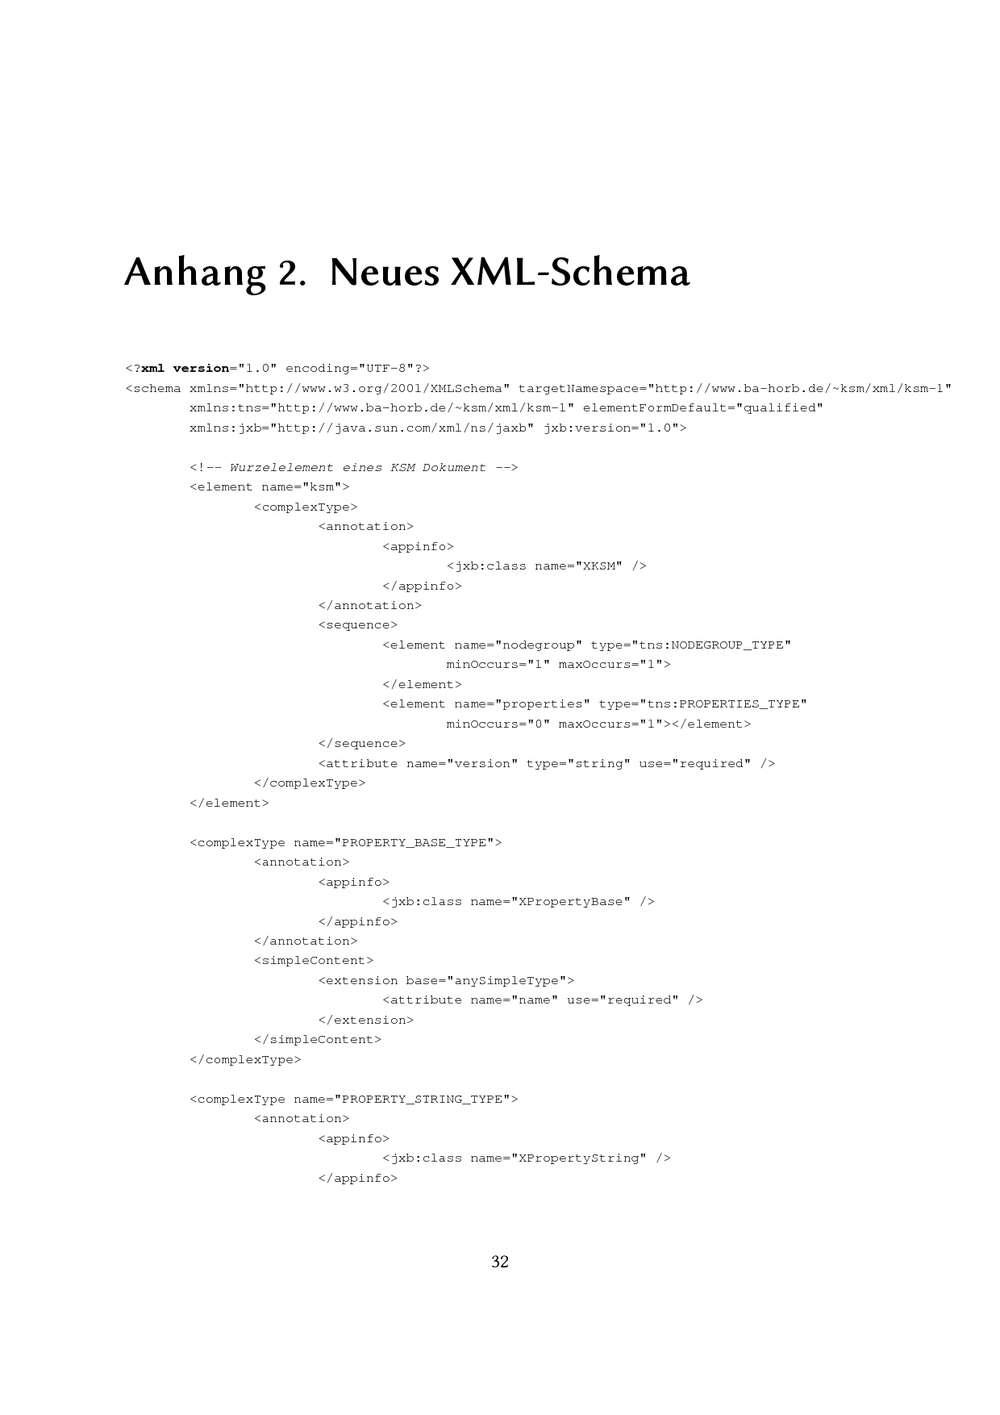 Anhang 2. Neues XML-Schema
<?xml version="1.0" encoding="UTF-8"?>
<schema xmlns="http://www.w3.org/2001/XMLSchema" targetNamespace="http://www.ba-horb.de/~ksm/xml/ksm-1"
xmlns:tns="http://www.ba-horb.de/~ksm/xml/ksm-1" elementFormDefault="qualified"
xmlns:jxb="http://java.sun.com/xml/ns/jaxb" jxb:version="1.0">
<!-- Wurzelelement eines KSM Dokument -->
<element name="ksm">
<complexType>
<annotation>
<appinfo>
<jxb:class name="XKSM" />
</appinfo>
</annotation>
<sequence>
<element name="nodegroup" type="tns:NODEGROUP_TYPE"
minOccurs="1" maxOccurs="1">
</element>
<element name="properties" type="tns:PROPERTIES_TYPE"
minOccurs="0" maxOccurs="1"></element>
</sequence>
<attribute name="version" type="string" use="required" />
</complexType>
</element>
<complexType name="PROPERTY_BASE_TYPE">
<annotation>
<appinfo>
<jxb:class name="XPropertyBase" />
</appinfo>
</annotation>
<simpleContent>
<extension base="anySimpleType">
<attribute name="name" use="required" />
</extension>
</simpleContent>
</complexType>
<complexType name="PROPERTY_STRING_TYPE">
<annotation>
<appinfo>
<jxb:class name="XPropertyString" />
</appinfo>
32